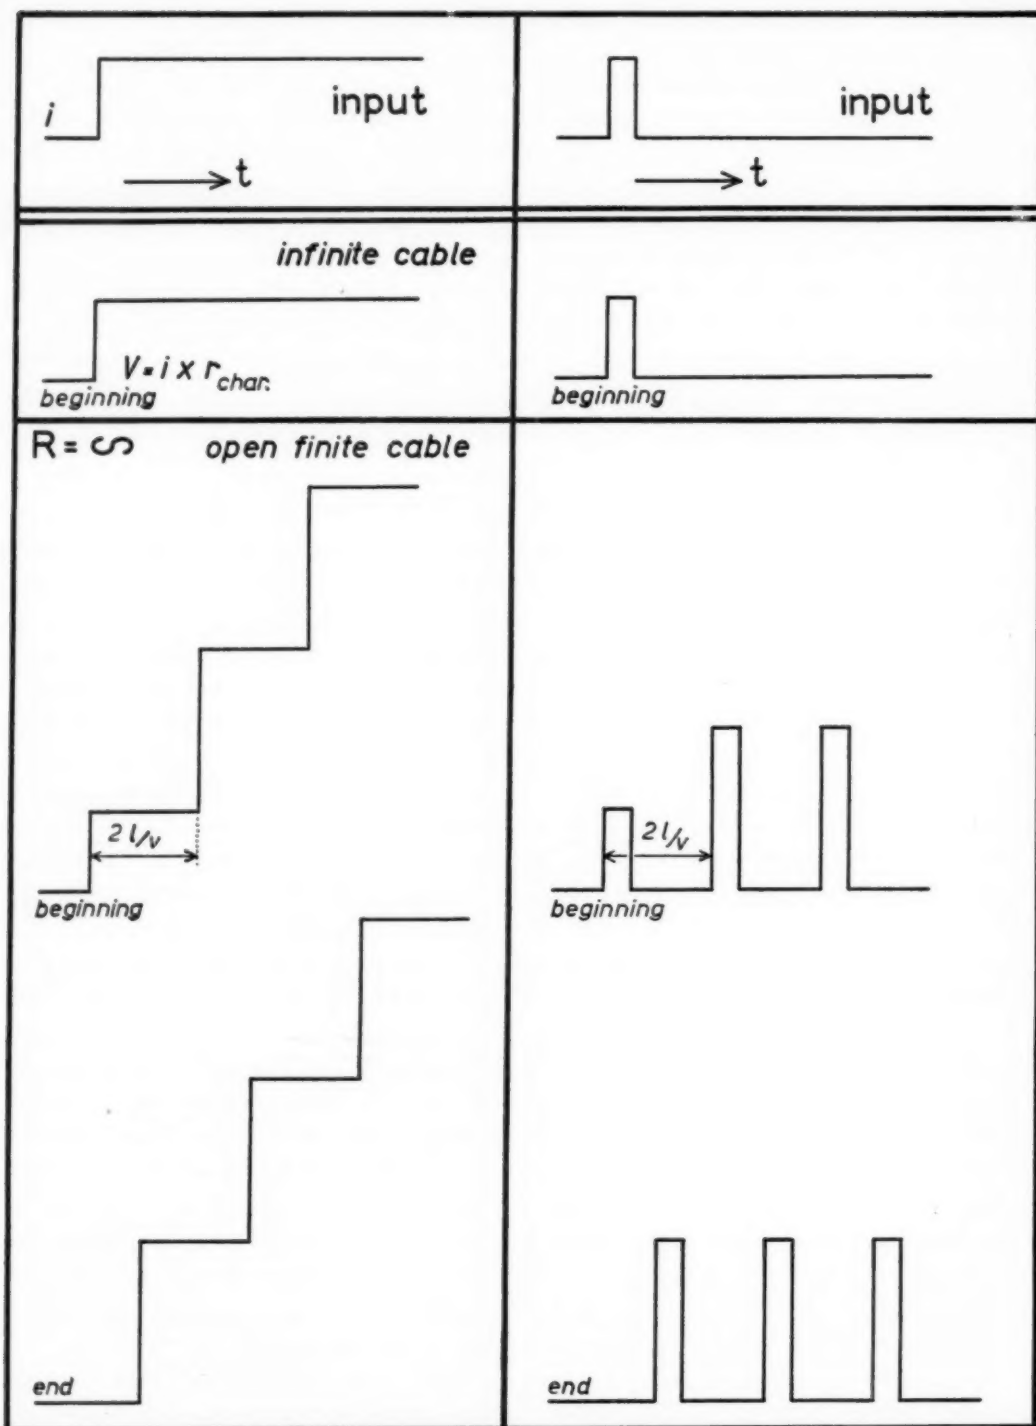 i
input
t
input
t
infinite cable
V = i x r char.
beginning
beginning
R = ∞ open finite cable
2 l/v
beginning
2 l/v
beginning
end
end